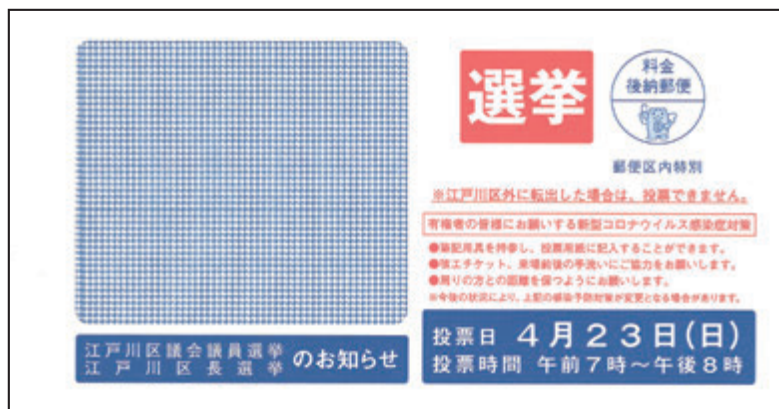 選挙
料金
後納郵便
郵便区内特別
※江戸川区外に転出した場合は、投票できません。
有権者の皆様にお願いする新型コロナウイルス感染症対策
●筆記用具を持参し、投票用紙に記入することができます。
●咳エチケット、来場前後の手洗いにご協力をお願いします。
●周りの方との距離を保つようにお願いします。
※今後の状況により、上記の感染予防対策が変更となる場合があります。
江戸川区議会議員選挙
江戸川区長選挙
のお知らせ
投票日 4月23日(日)
投票時間 午前7時～午後8時